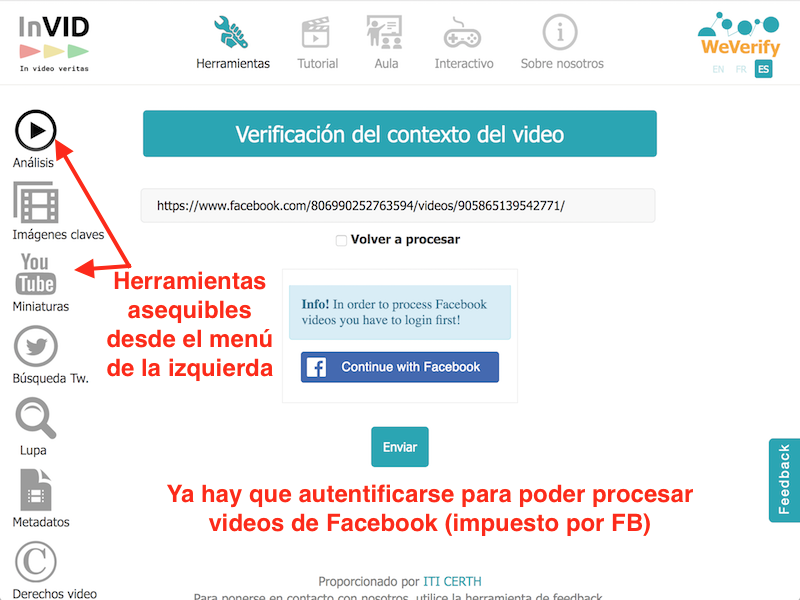 InVID
In video veritas
Herramientas
Tutorial
Aula
Interactivo
Sobre nosotros
WeVerify
EN FR ES
Análisis
Imágenes claves
You
Tube
Miniaturas
Búsqueda Tw.
Lupa
Metadatos
C
Derechos video
Verificación del contexto del video
https://www.facebook.com/806990252763594/videos/905865139542771/
Volver a procesar
Herramientas
asequibles
desde el menú
de la izquierda
Info! In order to process Facebook
videos you have to login first!
f Continue with Facebook
Enviar
Ya hay que autentificarse para poder procesar
videos de Facebook (impuesto por FB)
Feedback
Proporcionado por ITI CERTH
Para ponerse en contacto con nosotros, utilice la herramienta de feedback